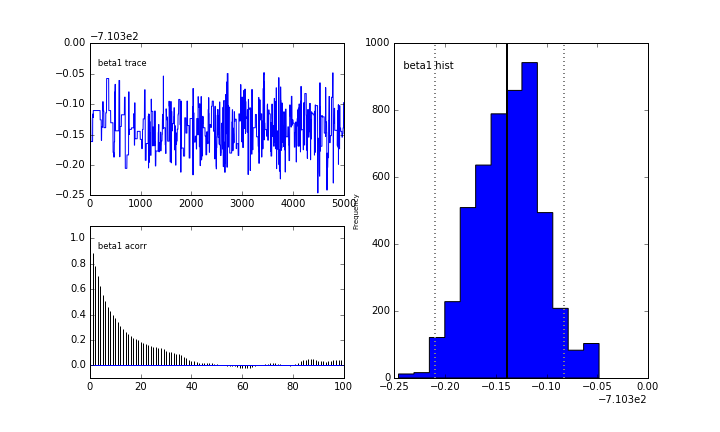 −7.103e2
0.00
beta1 trace
−0.05
−0.10
−0.15
−0.20
−0.25
0 1000 2000 3000 4000 5000
1.0
beta1 acorr
0.8
0.6
0.4
0.2
0.0
0 20 40 60 80 100
Frequency
1000
beta1 hist
800
600
400
200
0
−0.25 −0.20 −0.15 −0.10 −0.05 0.00
−7.103e2